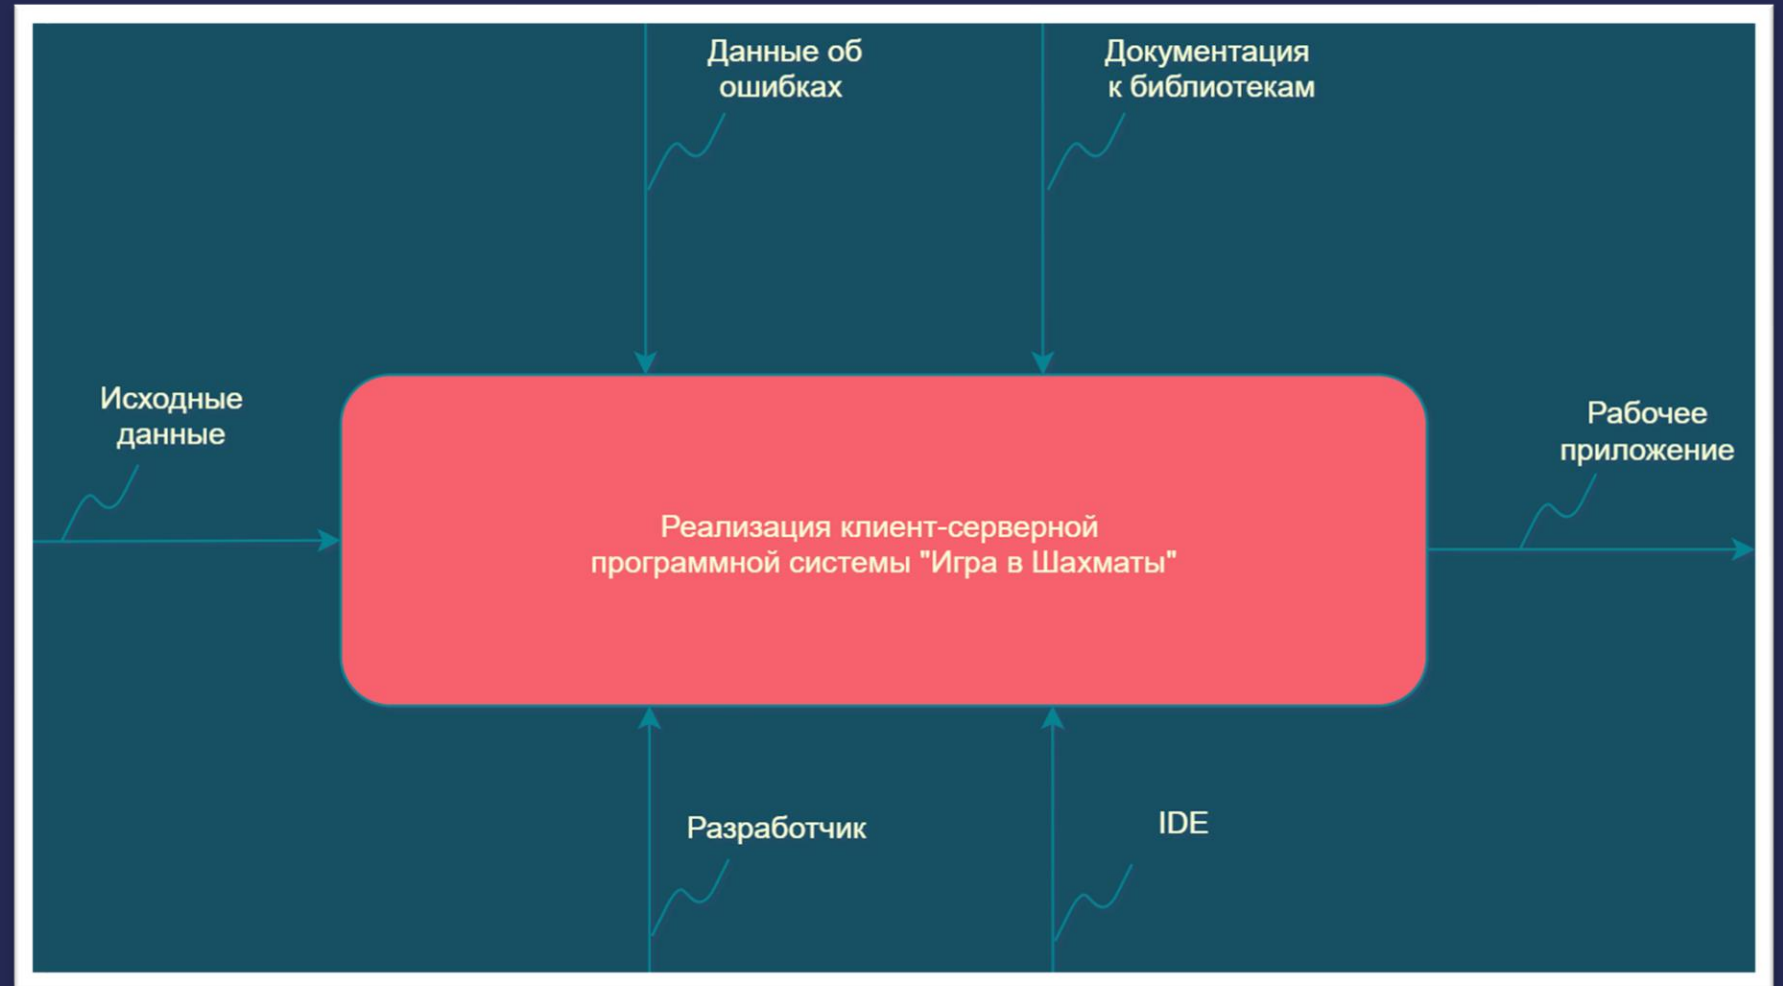 Данные об
ошибках
Документация
к библиотекам
Исходные
данные
Рабочее
приложение
Реализация клиент-серверной
программной системы "Игра в Шахматы"
Разработчик
IDE